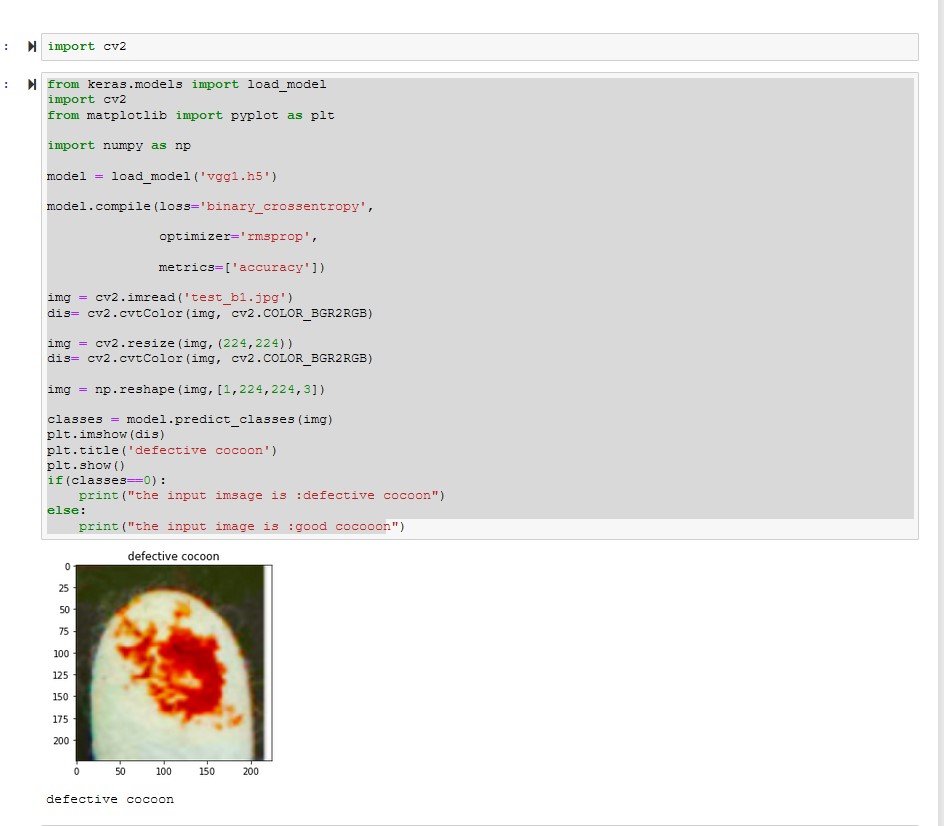 : import cv2
: from keras.models import load_model
import cv2
from matplotlib import pyplot as plt
import numpy as np
model = load_model('vgg1.h5')
model.compile(loss='binary_crossentropy',
optimizer='rmsprop',
metrics=['accuracy'])
img = cv2.imread('test_b1.jpg')
dis= cv2.cvtColor(img, cv2.COLOR_BGR2RGB)
img = cv2.resize(img,(224,224))
dis= cv2.cvtColor(img, cv2.COLOR_BGR2RGB)
img = np.reshape(img,[1,224,224,3])
classes = model.predict_classes(img)
plt.imshow(dis)
plt.title('defective cocoon')
plt.show()
if(classes==0):
print("the input imsage is :defective cocoon")
else:
print("the input image is :good cocooon")
defective cocoon
0
25
50
75
100
125
150
175
200
0 50 100 150 200
defective cocoon